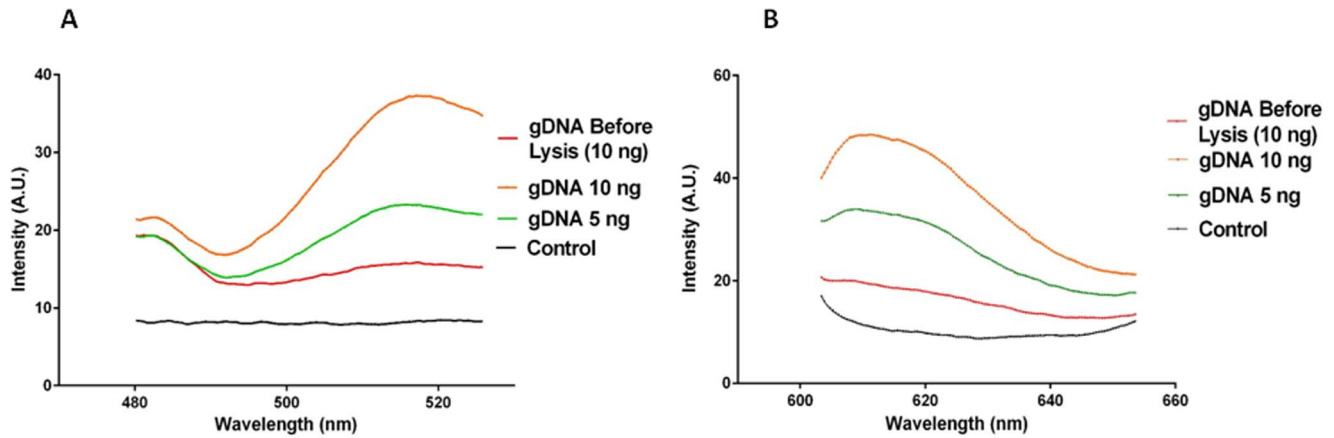 A
40
30
20
10
0
480
500
520
Intensity (A.U.)
Wavelength (nm)
gDNA Before
Lysis (10 ng)
gDNA 10 ng
gDNA 5 ng
Control
B
60
40
20
0
600
620
640
660
Intensity (A.U.)
Wavelength (nm)
gDNA Before
Lysis (10 ng)
gDNA 10 ng
gDNA 5 ng
Control